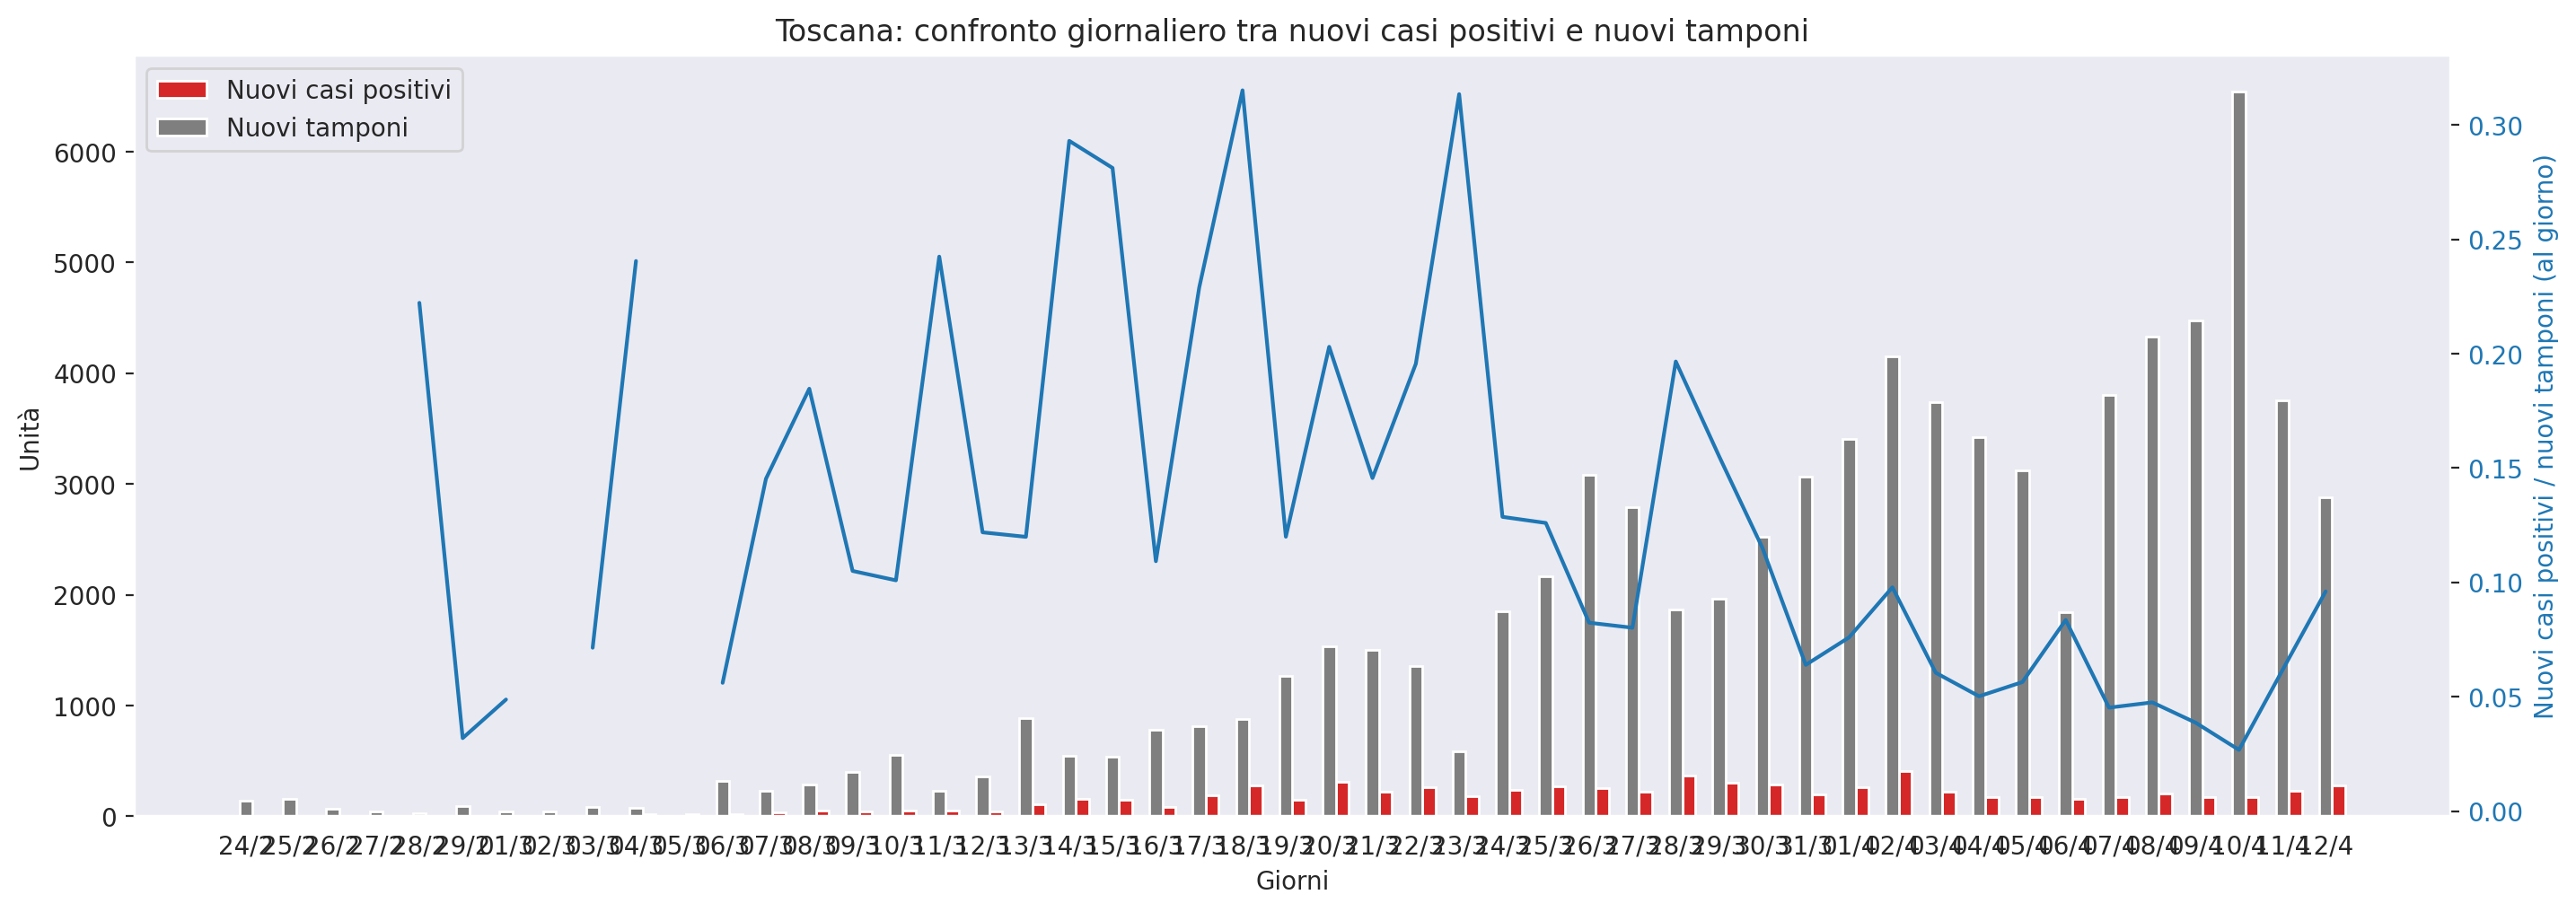 Toscana: confronto giornaliero tra nuovi casi positivi e nuovi tamponi
Nuovi casi positivi
Nuovi tamponi
6000
5000
4000
3000
2000
1000
0
Unità
0.30
0.25
0.20
0.15
0.10
0.05
0.00
Nuovi casi positivi / nuovi tamponi (al giorno)
24/2 25/2 26/2 27/2 28/2 29/2 01/3 02/3 03/3 04/3 05/3 06/3 07/3 08/3 09/3 10/3 11/3 12/3 13/3 14/3 15/3 16/3 17/3 18/3 19/3 20/3 21/3 22/3 23/3 24/3 25/3 26/3 27/3 28/3 29/3 30/3 31/3 01/4 02/4 03/4 04/4 05/4 06/4 07/4 08/4 09/4 10/4 11/4 12/4
Giorni